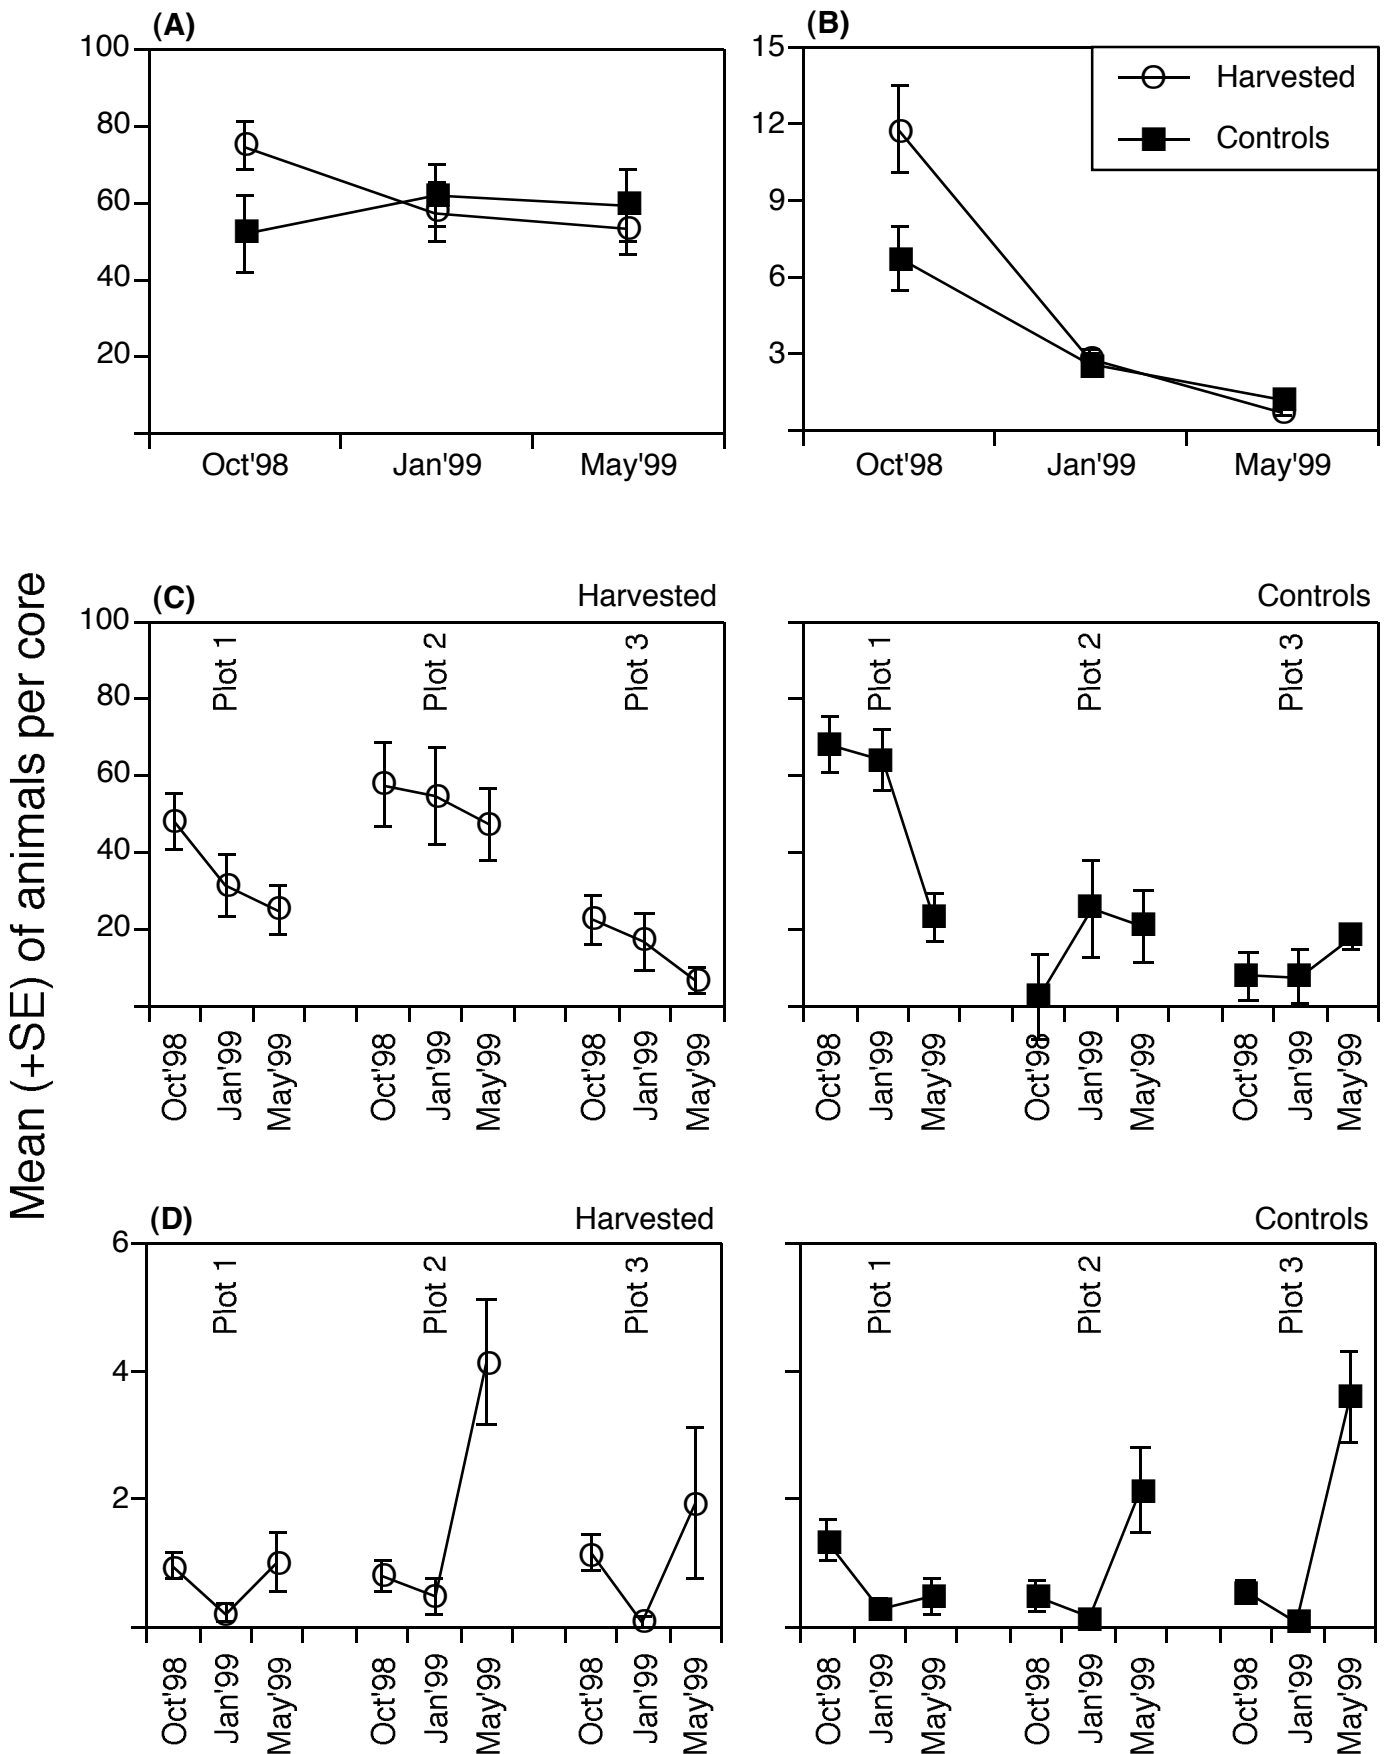 (A)
100
80
60
40
20
Oct'98 Jan'99 May'99
(B)
15
12
9
6
3
Harvested
Controls
Oct'98 Jan'99 May'99
Mean (+SE) of animals per core
(C) Harvested
100
80
60
40
20
Plot 1 Plot 2 Plot 3
Oct'98 Jan'99 May'99 Oct'98 Jan'99 May'99 Oct'98 Jan'99 May'99
Controls
Plot 1 Plot 2 Plot 3
Oct'98 Jan'99 May'99 Oct'98 Jan'99 May'99 Oct'98 Jan'99 May'99
(D) Harvested
6
4
2
Plot 1 Plot 2 Plot 3
Oct'98 Jan'99 May'99 Oct'98 Jan'99 May'99 Oct'98 Jan'99 May'99
Controls
Plot 1 Plot 2 Plot 3
Oct'98 Jan'99 May'99 Oct'98 Jan'99 May'99 Oct'98 Jan'99 May'99